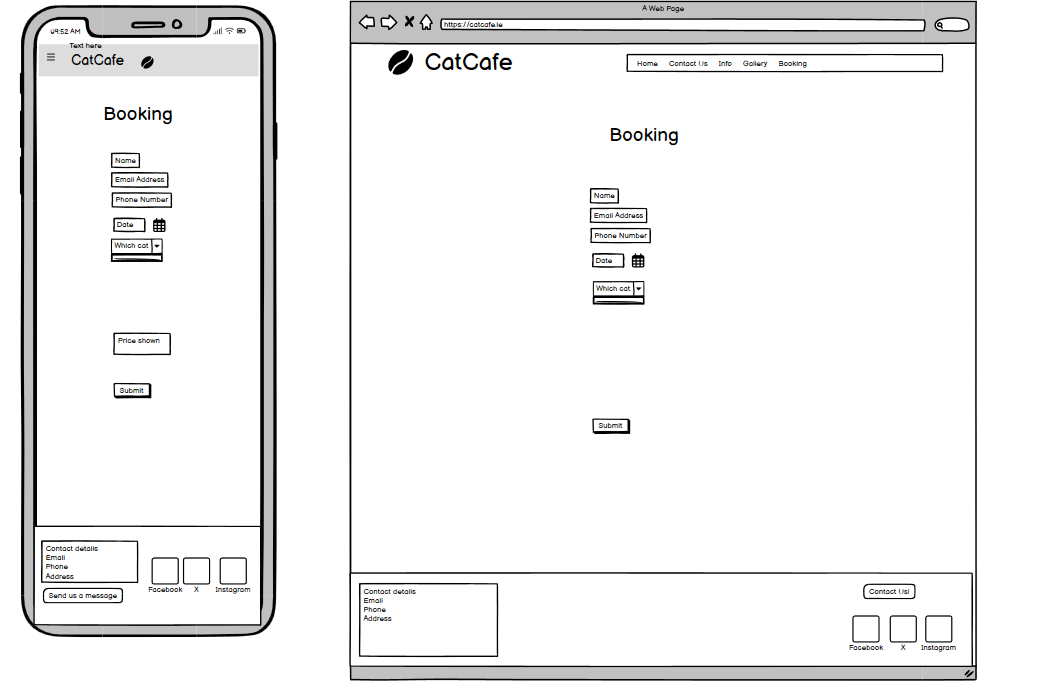 09:52 AM
Text here
CatCafe
Booking
Name
Email Address
Phone Number
Date
Which cat
Price shown
Submit
Contact details
Email
Phone
Address
Send us a message
Facebook X Instagram
A Web Page
https://catcafe.ie
CatCafe
Home Contact Us Info Gallery Booking
Booking
Name
Email Address
Phone Number
Date
Which cat
Submit
Contact details
Email
Phone
Address
Contact Us!
Facebook X Instagram